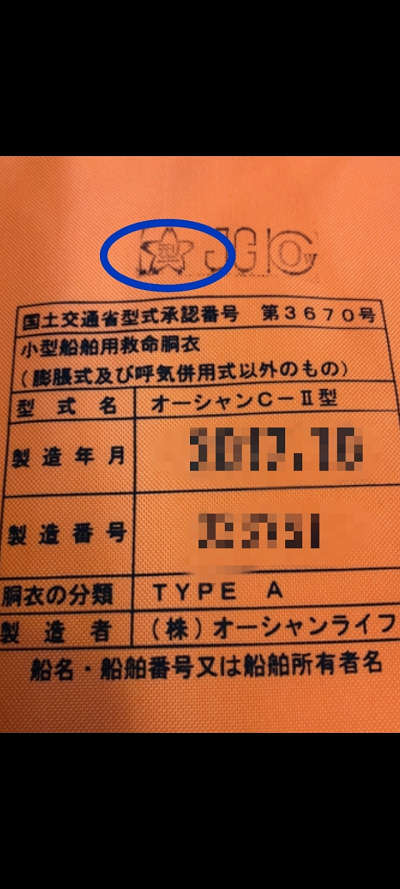 型
国土交通省型式承認番号 第3670号
小型船舶用救命胴衣
(膨脹式及び呼気併用式以外のもの)
型式名 オーシャンC-Ⅱ型
製造年月
製造番号
胴衣の分類 TYPE A
製造者 (株)オーシャンライフ
船名・船舶番号又は船舶所有者名